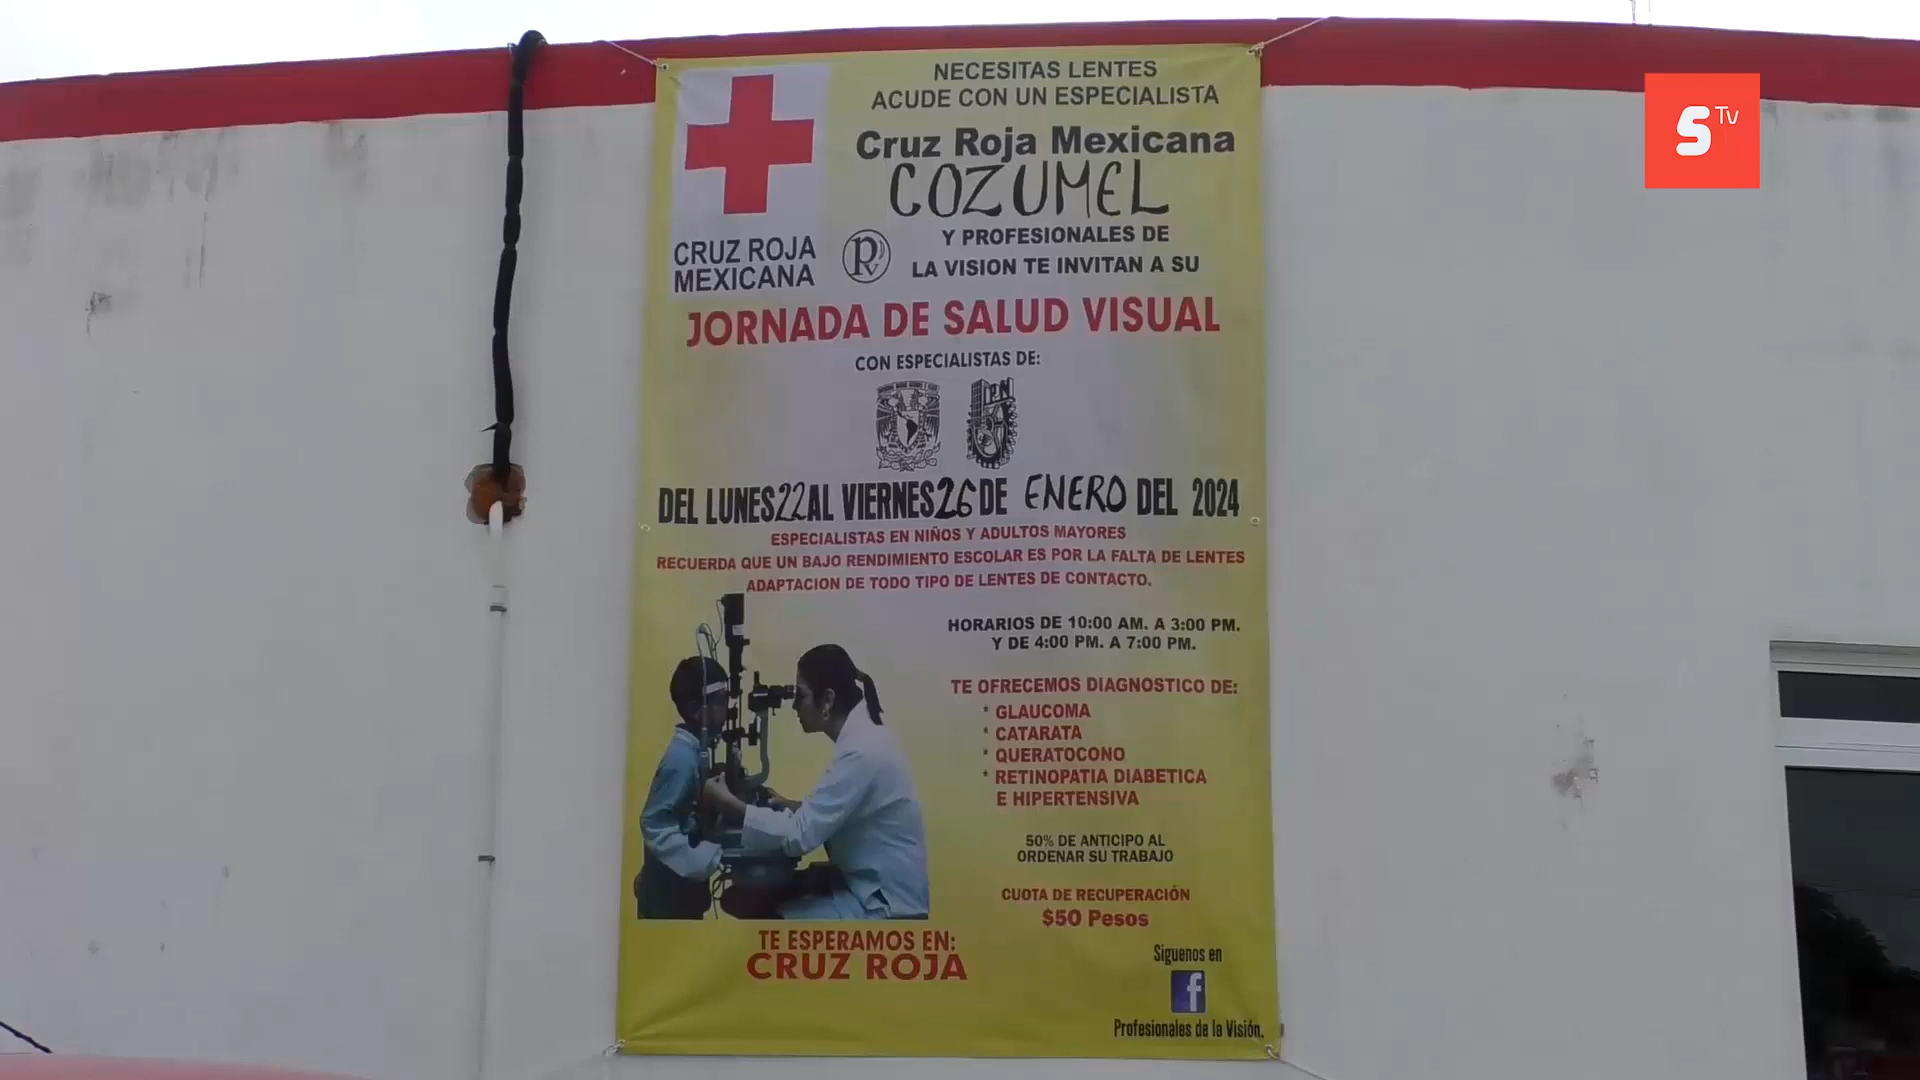 NECESITAS LENTES
ACUDE CON UN ESPECIALISTA
Cruz Roja Mexicana
COZUMEL
CRUZ ROJA
MEXICANA
PV
Y PROFESIONALES DE
LA VISION TE INVITAN A SU
JORNADA DE SALUD VISUAL
CON ESPECIALISTAS DE:
IPN
DEL LUNES 22 AL VIERNES 26 DE ENERO DEL 2024
ESPECIALISTAS EN NIÑOS Y ADULTOS MAYORES
RECUERDA QUE UN BAJO RENDIMIENTO ESCOLAR ES POR LA FALTA DE LENTES
ADAPTACION DE TODO TIPO DE LENTES DE CONTACTO.
HORARIOS DE 10:00 AM. A 3:00 PM.
Y DE 4:00 PM. A 7:00 PM.
TE OFRECEMOS DIAGNOSTICO DE:
* GLAUCOMA
* CATARATA
* QUERATOCONO
* RETINOPATIA DIABETICA
E HIPERTENSIVA
50% DE ANTICIPO AL
ORDENAR SU TRABAJO
CUOTA DE RECUPERACIÓN
$50 Pesos
TE ESPERAMOS EN:
CRUZ ROJA
Siguenos en
f
Profesionales de la Visión.
S Tv